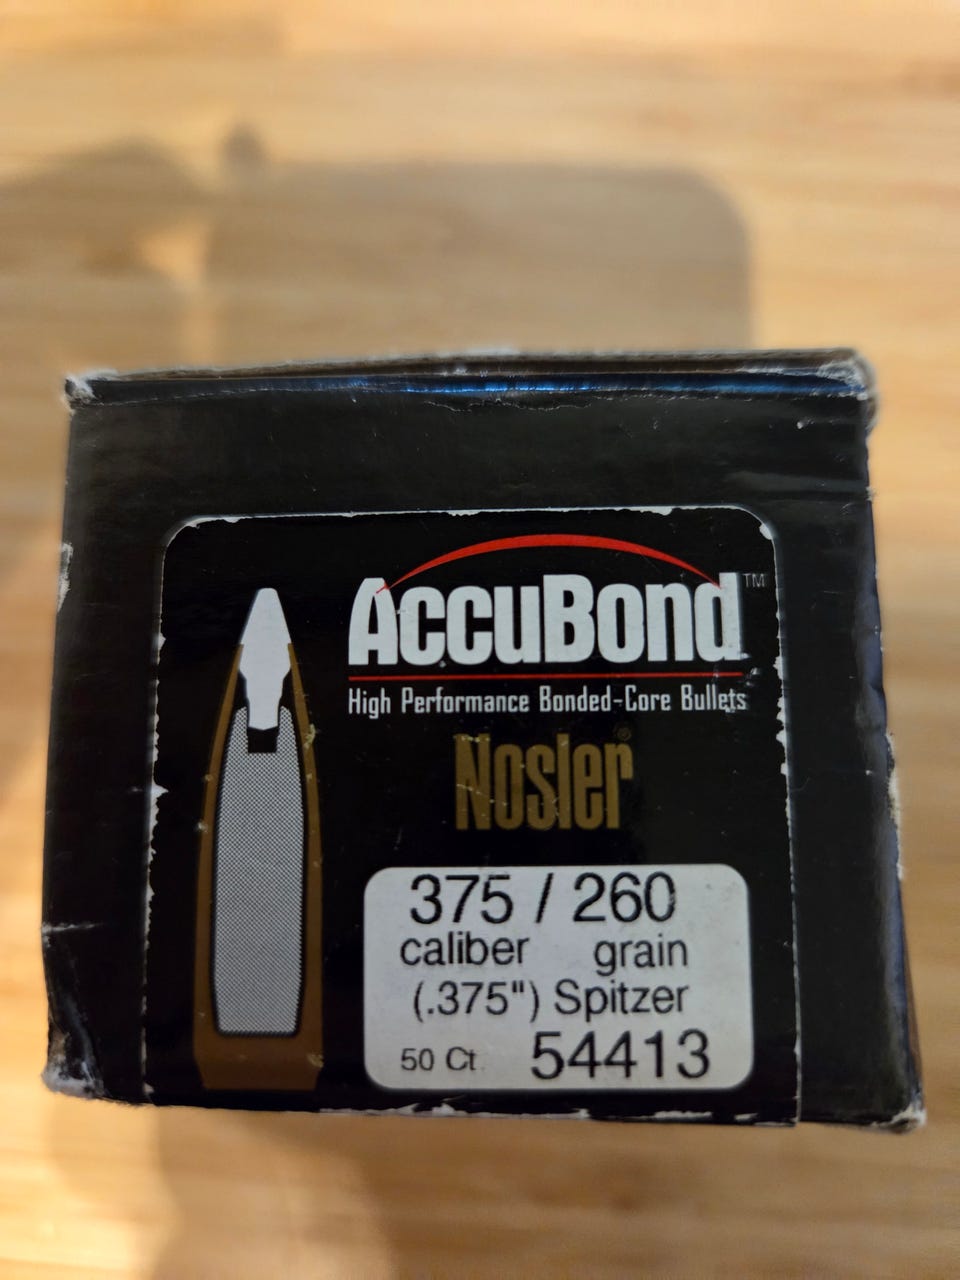 AccuBond™
High Performance Bonded-Core Bullets
Nosler®
375 / 260
caliber grain
(.375") Spitzer
50 Ct. 54413